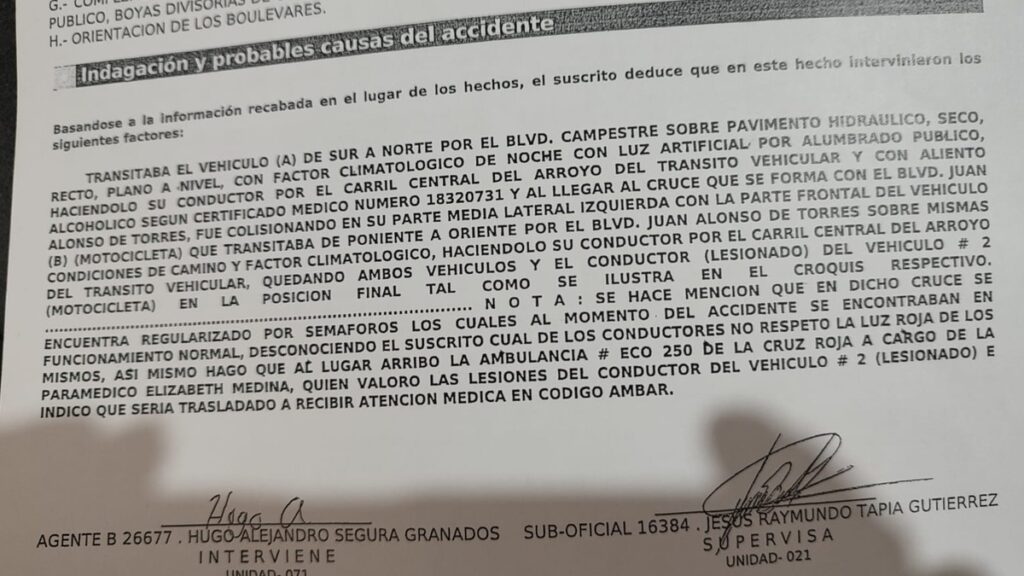 G.- COMPLE
PUBLICO, BOYAS DIVISORIAS DE
H.- ORIENTACION DE LOS BOULEVARES.
Indagación y probables causas del accidente
Basandose a la información recabada en el lugar de los hechos, el suscrito deduce que en este hecho intervinieron los
siguientes factores:
TRANSITABA EL VEHICULO (A) DE SUR A NORTE POR EL BLVD. CAMPESTRE SOBRE PAVIMENTO HIDRAULICO, SECO,
RECTO, PLANO A NIVEL, CON FACTOR CLIMATOLOGICO DE NOCHE CON LUZ ARTIFICIAL POR ALUMBRADO PUBLICO,
HACIENDOLO SU CONDUCTOR POR EL CARRIL CENTRAL DEL ARROYO DEL TRANSITO VEHICULAR Y CON ALIENTO
ALCOHOLICO SEGUN CERTIFICADO MEDICO NUMERO 18320731 Y AL LLEGAR AL CRUCE QUE SE FORMA CON EL BLVD. JUAN
ALONSO DE TORRES, FUE COLISIONANDO EN SU PARTE MEDIA LATERAL IZQUIERDA CON LA PARTE FRONTAL DEL VEHICULO
(B) (MOTOCICLETA) QUE TRANSITABA DE PONIENTE A ORIENTE POR EL BLVD. JUAN ALONSO DE TORRES SOBRE MISMAS
CONDICIONES DE CAMINO Y FACTOR CLIMATOLOGICO, HACIENDOLO SU CONDUCTOR POR EL CARRIL CENTRAL DEL ARROYO
DEL TRANSITO VEHICULAR, QUEDANDO AMBOS VEHICULOS Y EL CONDUCTOR (LESIONADO) DEL VEHICULO # 2
(MOTOCICLETA) EN LA POSICION FINAL TAL COMO SE ILUSTRA EN EL CROQUIS RESPECTIVO.
.......................................................................... N O T A : SE HACE MENCION QUE EN DICHO CRUCE SE
ENCUENTRA REGULARIZADO POR SEMAFOROS LOS CUALES AL MOMENTO DEL ACCIDENTE SE ENCONTRABAN EN
FUNCIONAMIENTO NORMAL, DESCONOCIENDO EL SUSCRITO CUAL DE LOS CONDUCTORES NO RESPETO LA LUZ ROJA DE LOS
MISMOS, ASI MISMO HAGO QUE AL LUGAR ARRIBO LA AMBULANCIA # ECO 250 DE LA CRUZ ROJA A CARGO DE LA
PARAMEDICO ELIZABETH MEDINA, QUIEN VALORO LAS LESIONES DEL CONDUCTOR DEL VEHICULO # 2 (LESIONADO) E
INDICO QUE SERIA TRASLADADO A RECIBIR ATENCION MEDICA EN CODIGO AMBAR.
Hugo A
AGENTE B 26677 . HUGO ALEJANDRO SEGURA GRANADOS
I N T E R V I E N E
UNIDAD- 071
SUB-OFICIAL 16384 . JESUS RAYMUNDO TAPIA GUTIERREZ
S U P E R V I S A
UNIDAD- 021